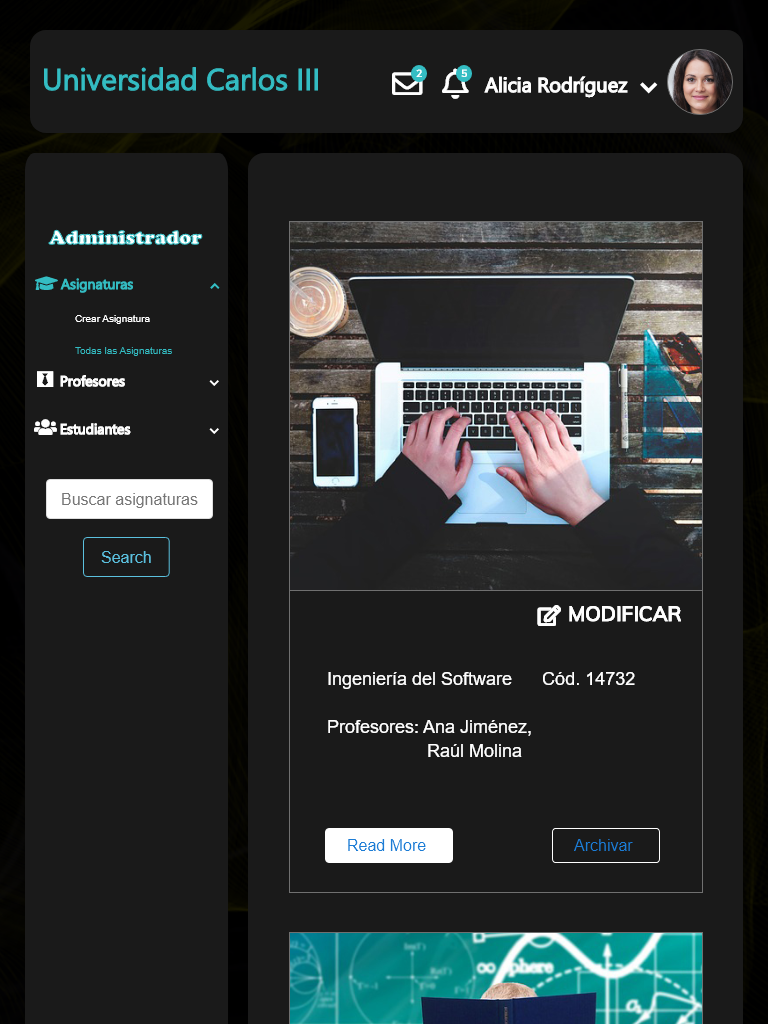 Universidad Carlos III
2
5
Alicia Rodríguez
Administrador
Asignaturas
Crear Asignatura
Todas las Asignaturas
Profesores
Estudiantes
Buscar asignaturas
Search
MODIFICAR
Ingeniería del Software Cód. 14732
Profesores: Ana Jiménez,
Raúl Molina
Read More
Archivar
∞ sphere